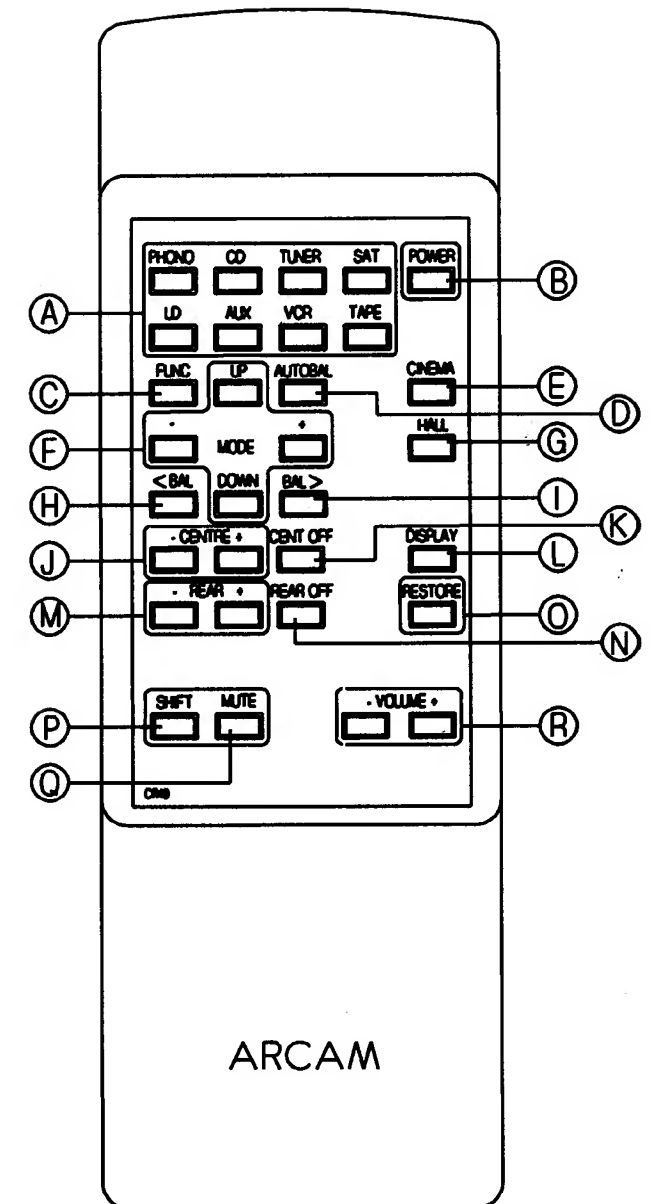 PHONO CD TUNER SAT POWER
B
A
LD AUX VCR TAPE
FUNC UP AUTOBAL CINEMA
C
E
D
- MODE + HALL
F
G
< BAL DOWN BAL >
H
I
K
- CENTRE + CENT OFF DISPLAY
J
L
- REAR + REAR OFF RESTORE
M
O
N
SHIFT MUTE - VOLUME +
P
R
Q
ARCAM